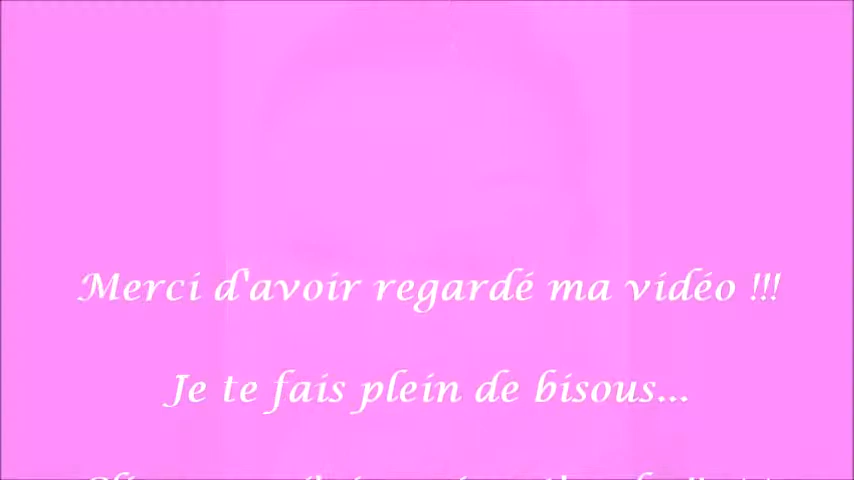 Merci d'avoir regardé ma vidéo !!!
Je te fais plein de bisous...